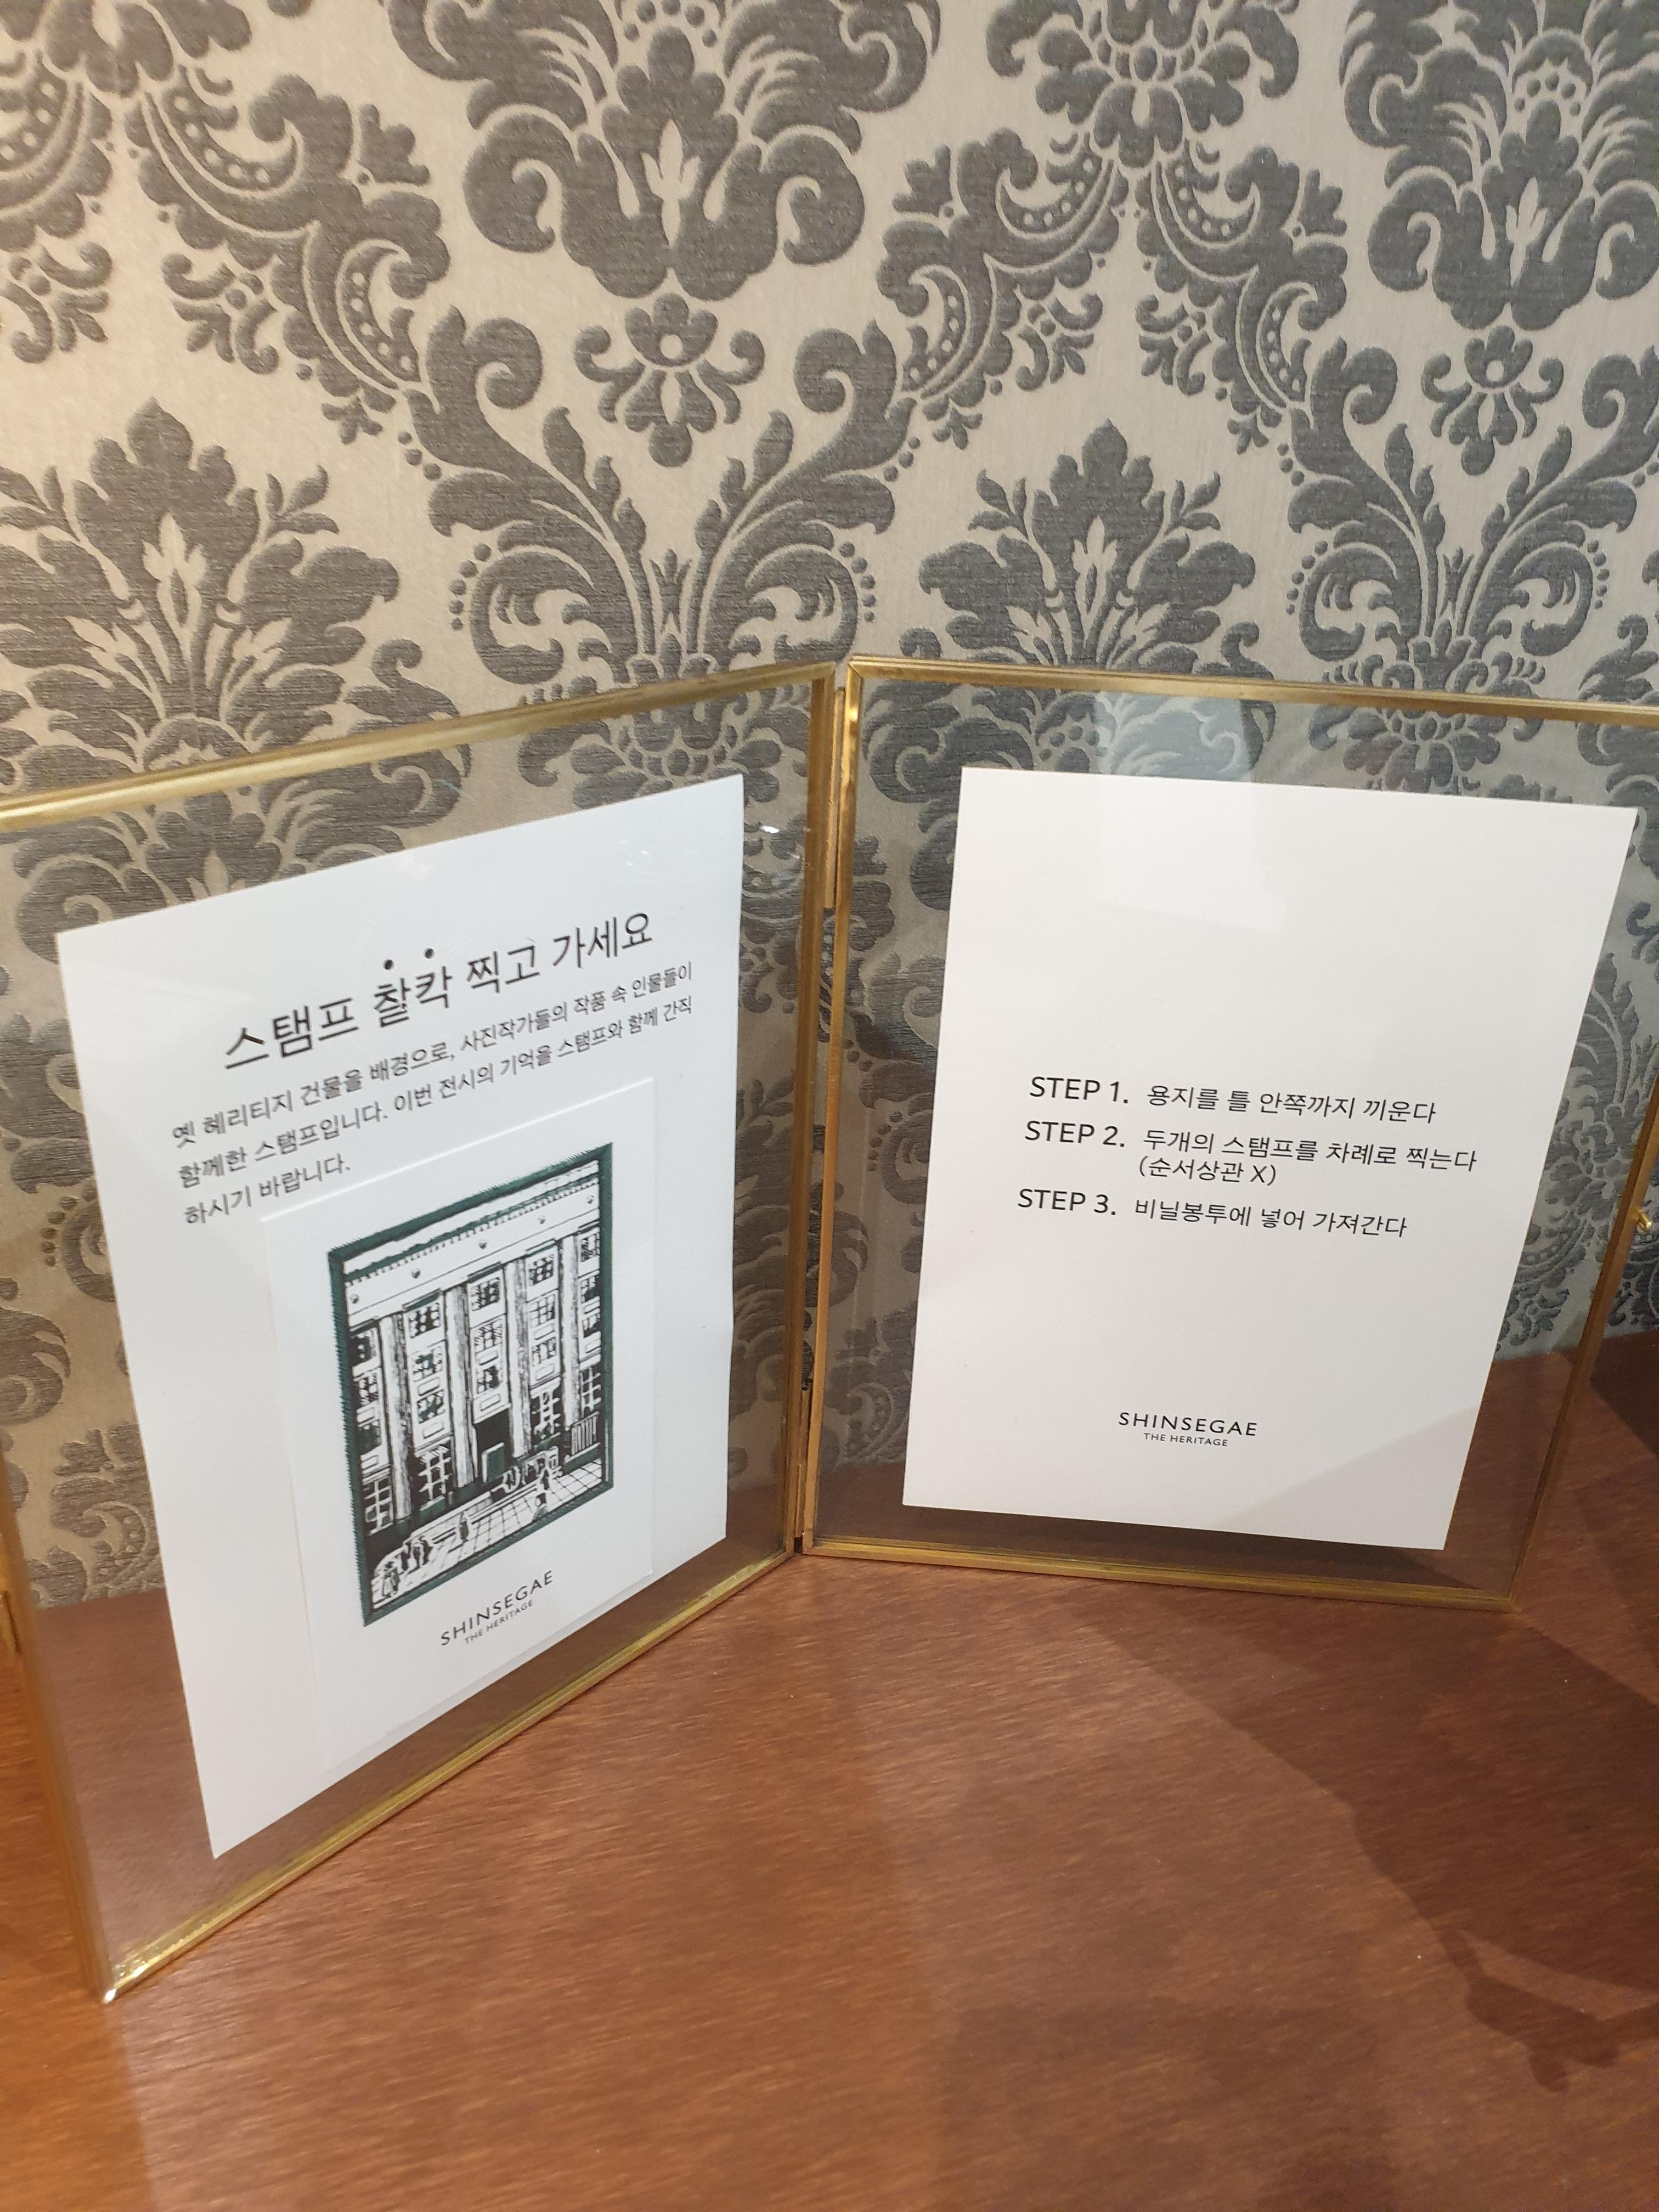 스탬프 찰칵 찍고 가세요
옛 헤리티지 건물을 배경으로, 사진작가들의 작품 속 인물들이
함께한 스탬프입니다. 이번 전시의 기억을 스탬프와 함께 간직
하시기 바랍니다.
SHINSEGAE
THE HERITAGE
STEP 1. 용지를 틀 안쪽까지 끼운다
STEP 2. 두개의 스탬프를 차례로 찍는다
(순서상관 X)
STEP 3. 비닐봉투에 넣어 가져간다
SHINSEGAE
THE HERITAGE